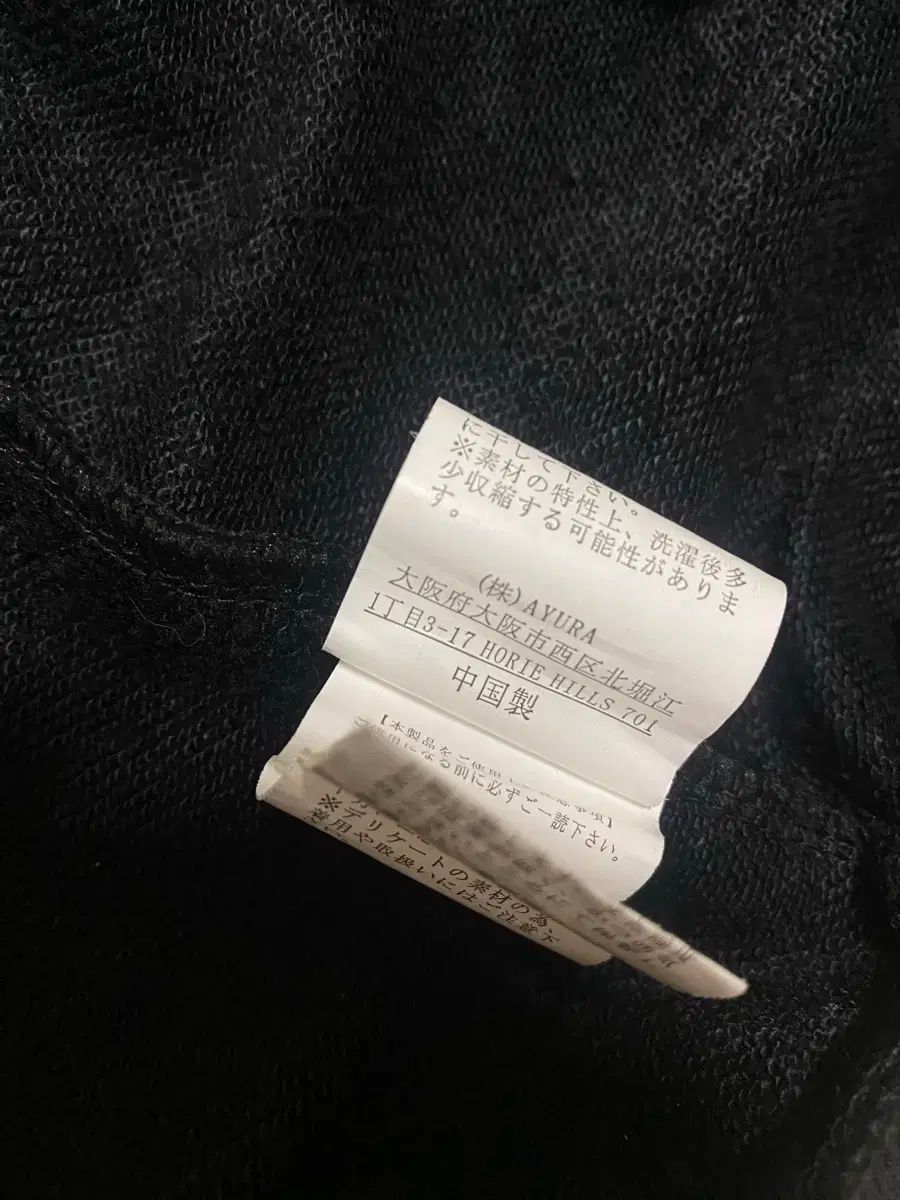 に干して下さい。
※素材の特性上、洗濯後多
少収縮する可能性がありま
す。
(株)AYURA
大阪府大阪市西区北堀江
1丁目3-17 HORIE HILLS 701
中国製
【本製品をご使用
になる前に必ずご一読下さい。
※デリケートの素材の為、
着用や取扱いにはご注意下